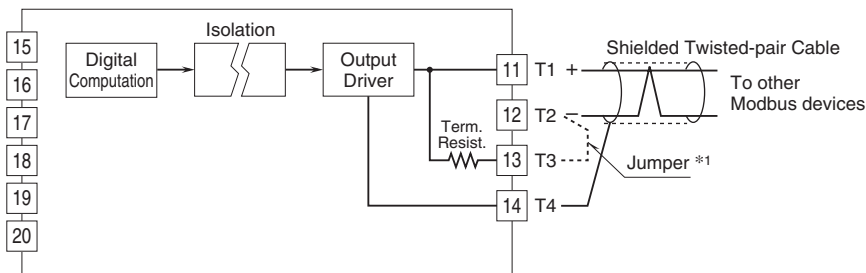 Isolation
15
16
17
18
19
20
Digital
Computation
Output
Driver
Term.
Resist.
11 T1 +
12 T2 −
13 T3
14 T4
Shielded Twisted-pair Cable
To other
Modbus devices
Jumper *1